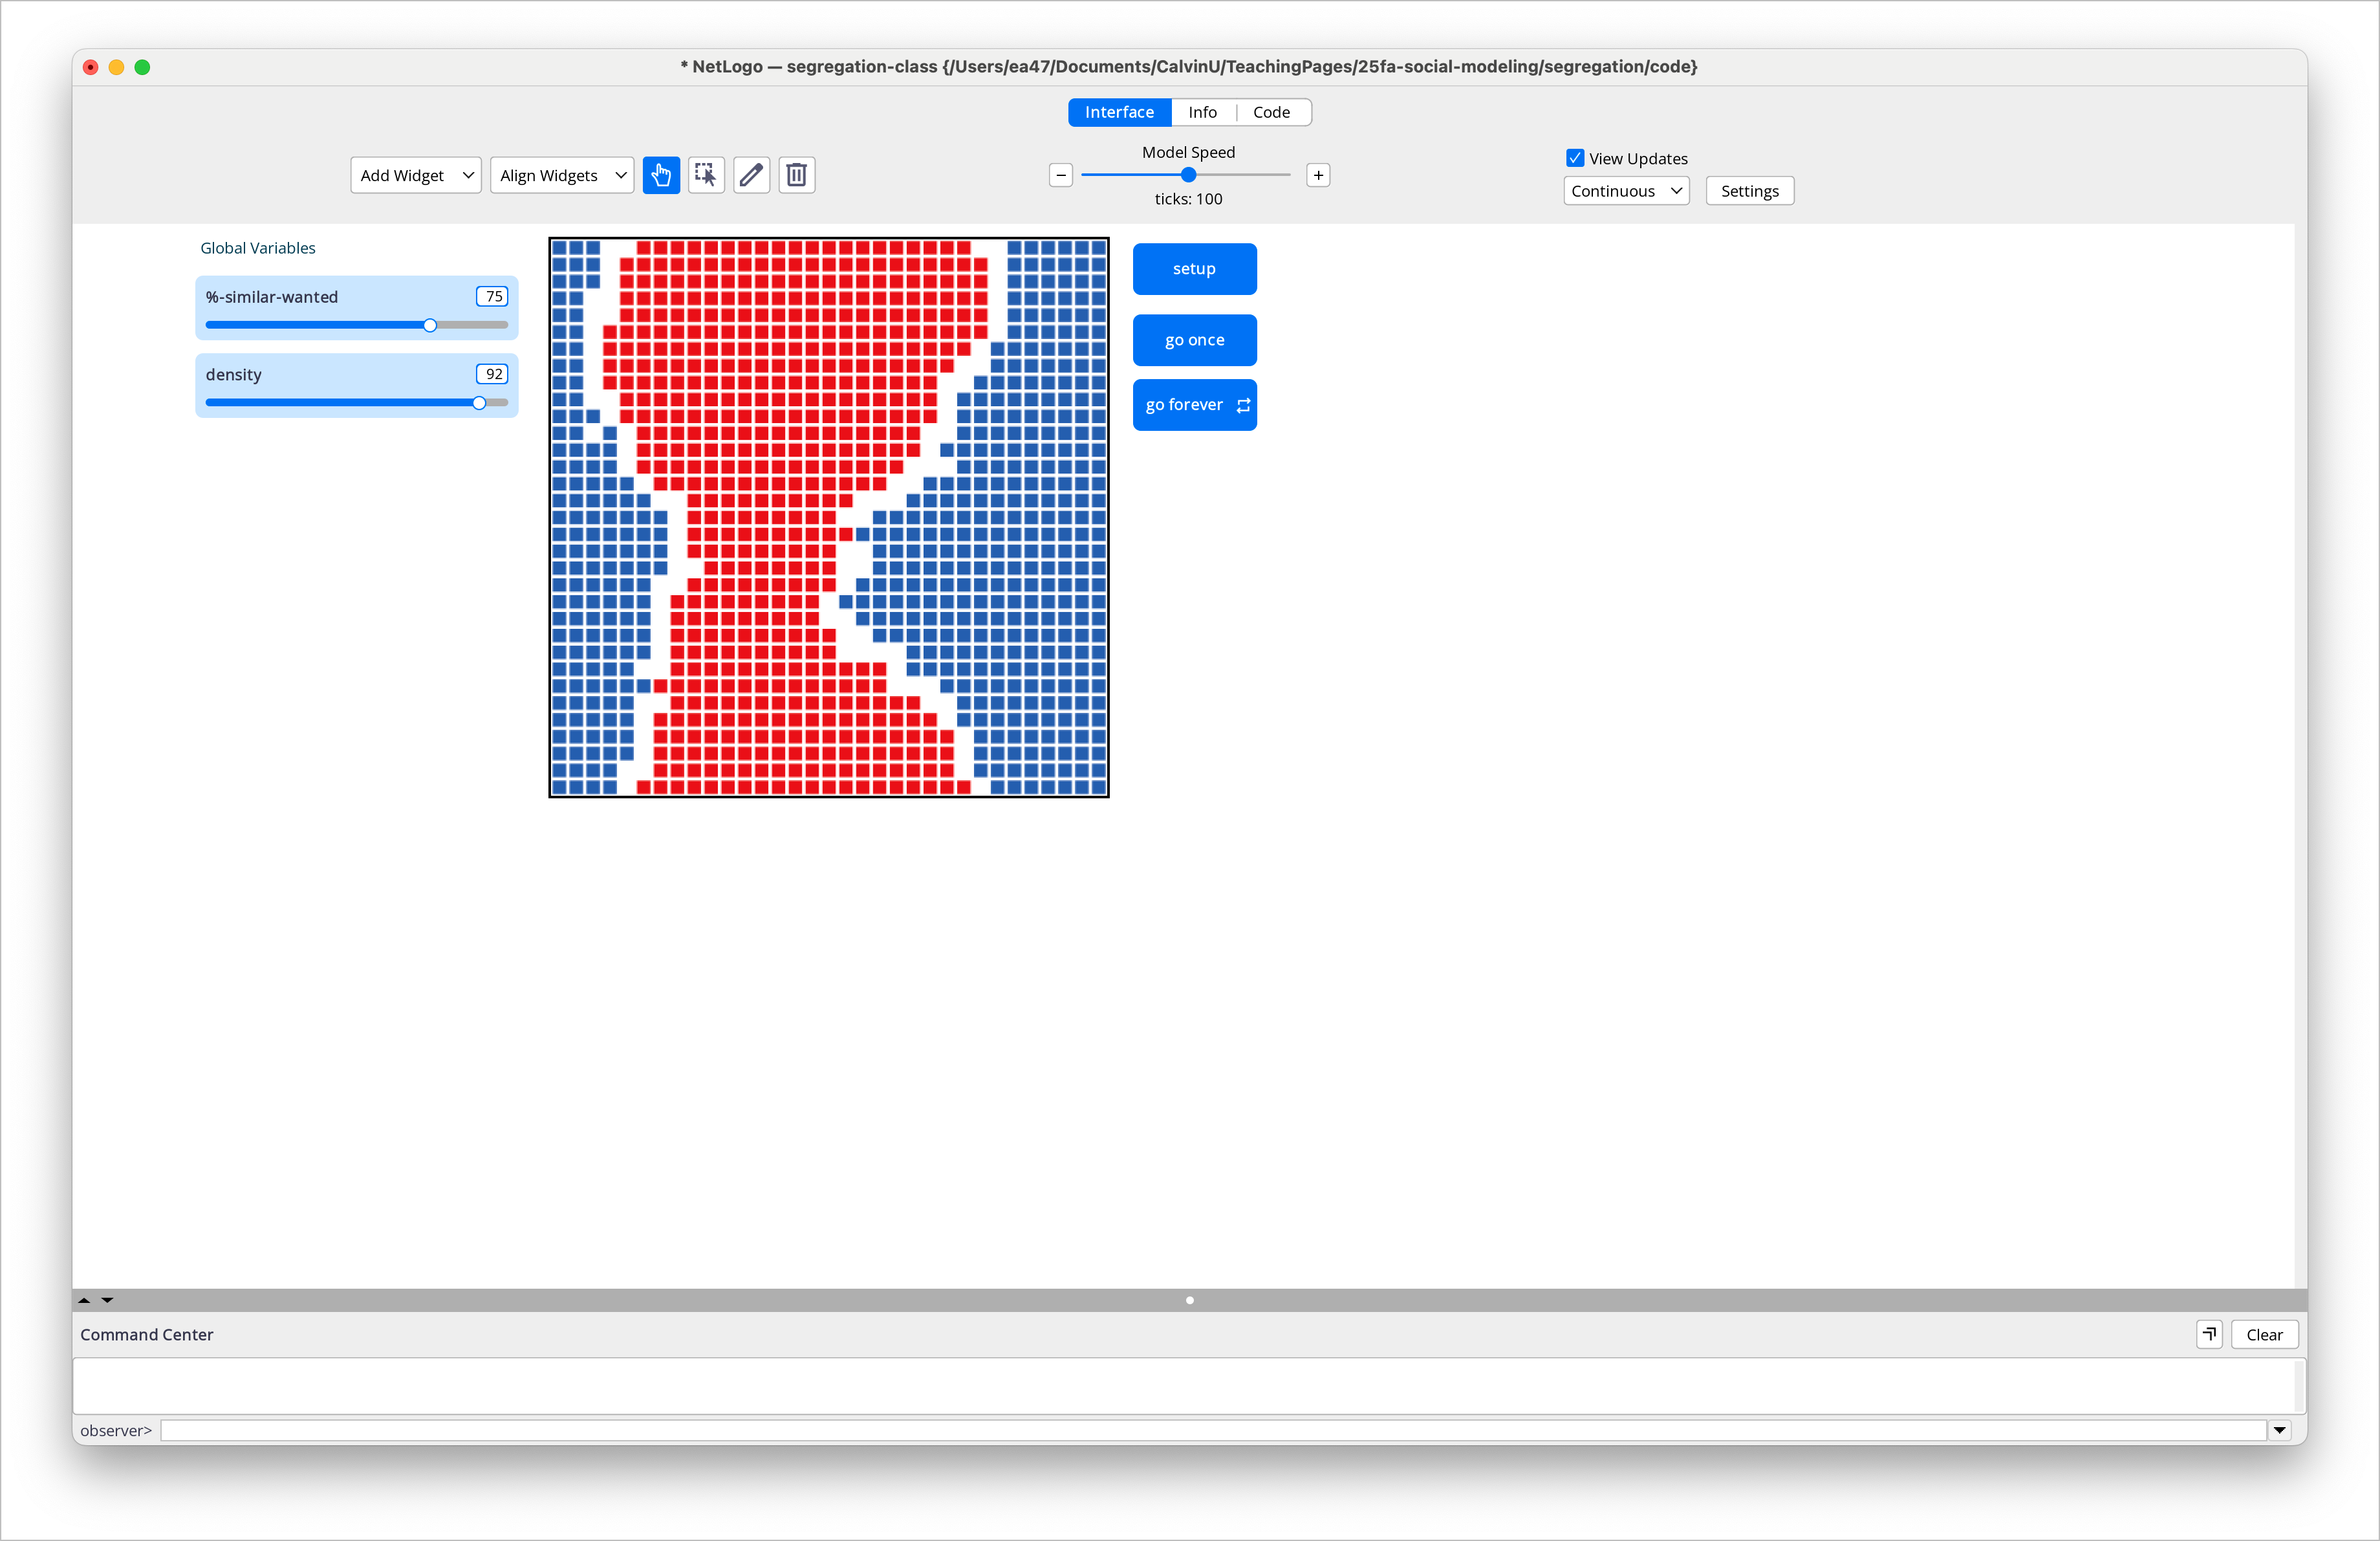 * NetLogo — segregation-class {/Users/ea47/Documents/CalvinU/TeachingPages/25fa-social-modeling/segregation/code}
Interface Info Code
Add Widget Align Widgets
Model Speed
ticks: 100
View Updates
Continuous Settings
Global Variables
%-similar-wanted 75
density 92
setup
go once
go forever
Command Center Clear
observer>